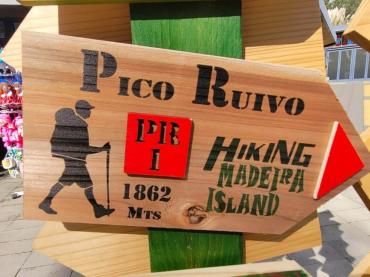 Pico Ruivo
PR
1
1862
Mts
HiKiNG
MADEIRA
ISLAND